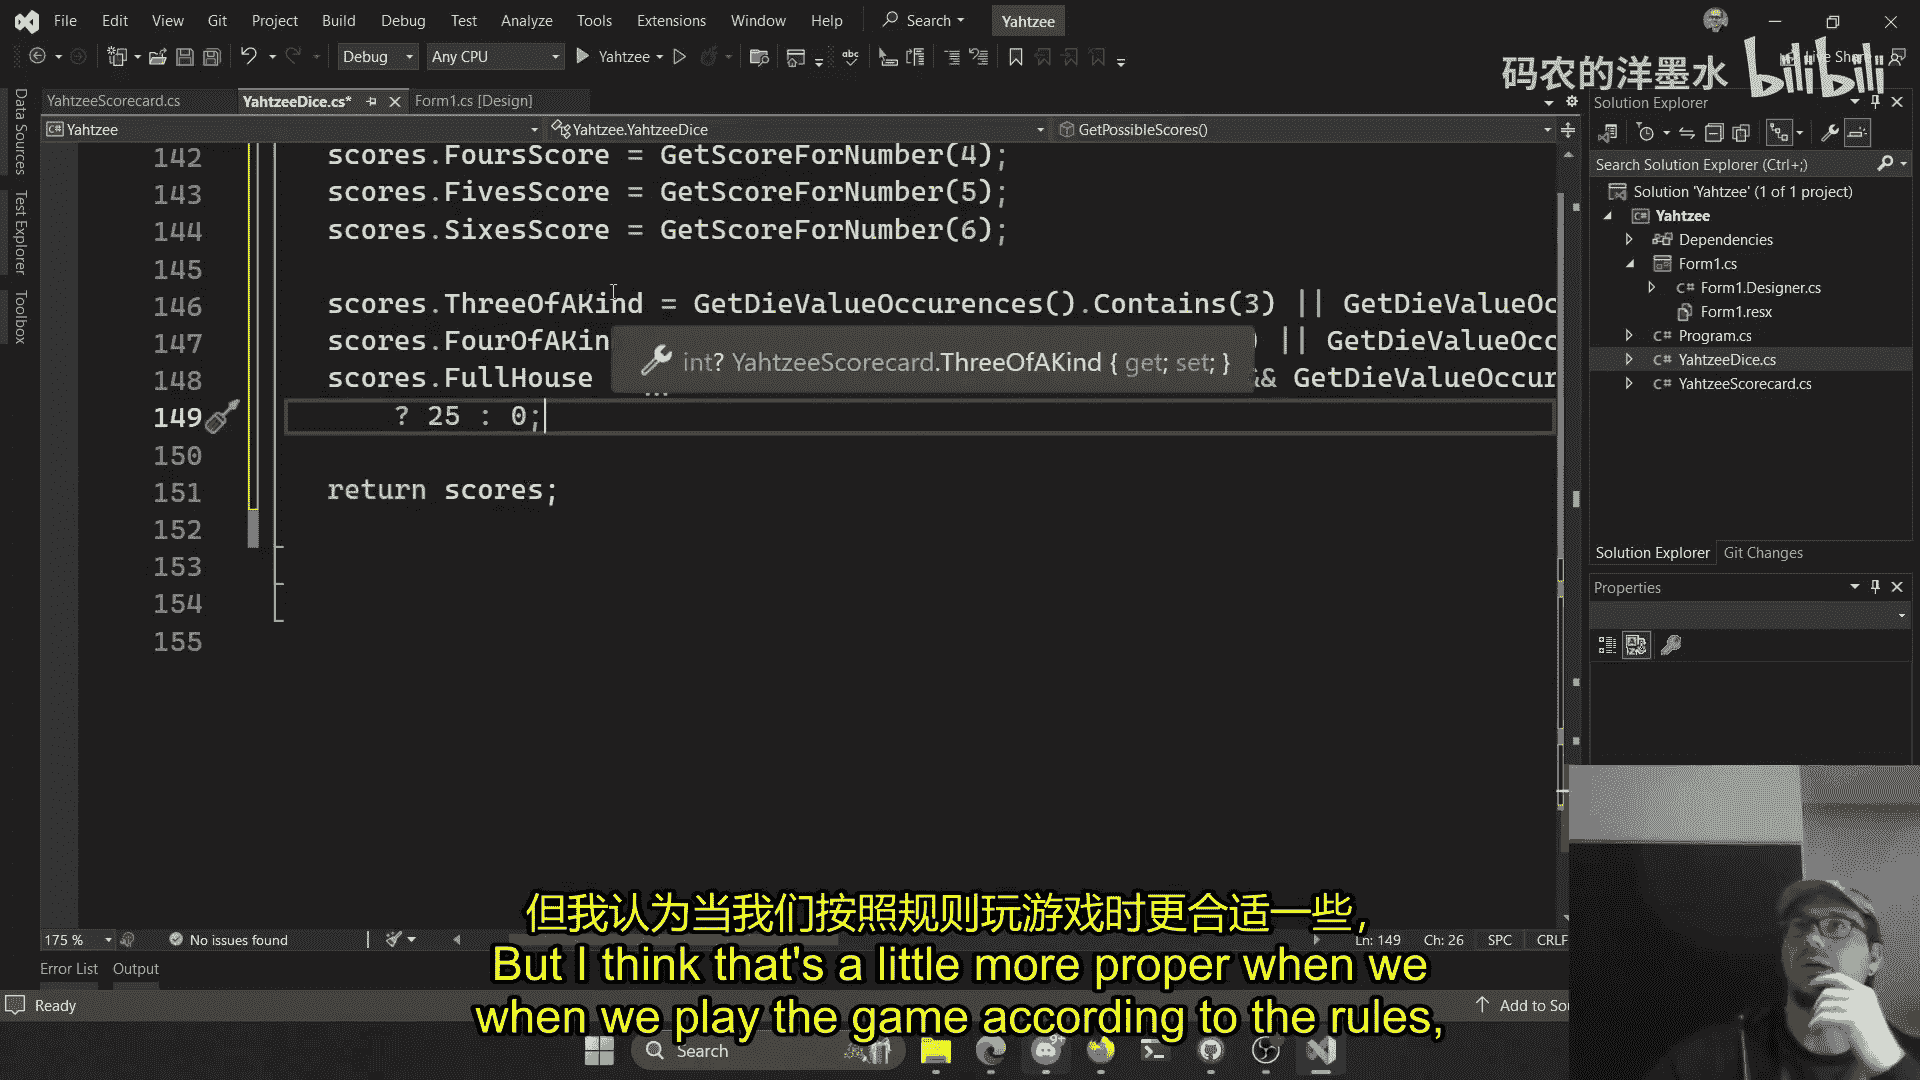 File Edit View Git Project Build Debug Test Analyze Tools Extensions Window Help Search Yahtzee
Debug Any CPU Yahtzee Live Share
码农的洋墨水 bilibili
YahtzeeScorecard.cs YahtzeeDice.cs* Form1.cs [Design]
Yahtzee Yahtzee.YahtzeeDice GetPossibleScores()
Data Sources
Test Explorer
Toolbox
142 scores.FoursScore = GetScoreForNumber(4);
143 scores.FivesScore = GetScoreForNumber(5);
144 scores.SixesScore = GetScoreForNumber(6);
145
146 scores.ThreeOfAKind = GetDieValueOccurences().Contains(3) || GetDieValueOc
147 scores.FourOfAKin || GetDieValueOcc
int? YahtzeeScorecard.ThreeOfAKind { get; set; }
148 scores.FullHouse && GetDieValueOccur
149 ? 25 : 0;
150
151 return scores;
152
153
154
155
Solution Explorer
Search Solution Explorer (Ctrl+;)
Solution 'Yahtzee' (1 of 1 project)
Yahtzee
Dependencies
Form1.cs
Form1.Designer.cs
Form1.resx
Program.cs
YahtzeeDice.cs
YahtzeeScorecard.cs
Solution Explorer Git Changes
Properties
175 % No issues found Ln: 149 Ch: 26 SPC CRLF
Error List Output
但我认为当我们按照规则玩游戏时更合适一些，
But I think that's a little more proper when we
when we play the game according to the rules,
Ready Add to So
Search
9+